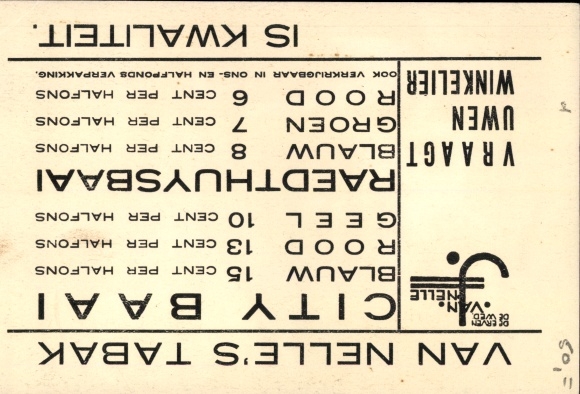 VAN NELLE'S TABAK
DE ERVEN
DE WED.
J. VAN
NELLE
CITY BAAI
BLAUW 15 CENT PER HALFONS
ROOD 13 CENT PER HALFONS
GEEL 10 CENT PER HALFONS
RAEDTHUYSBAAI
BLAUW 8 CENT PER HALFONS
GROEN 7 CENT PER HALFONS
ROOD 6 CENT PER HALFONS
OOK VERKRIJGBAAR IN ONS- EN HALFPONDS VERPAKKING.
VRAAGT
UWEN
WINKELIER
IS KWALITEIT.